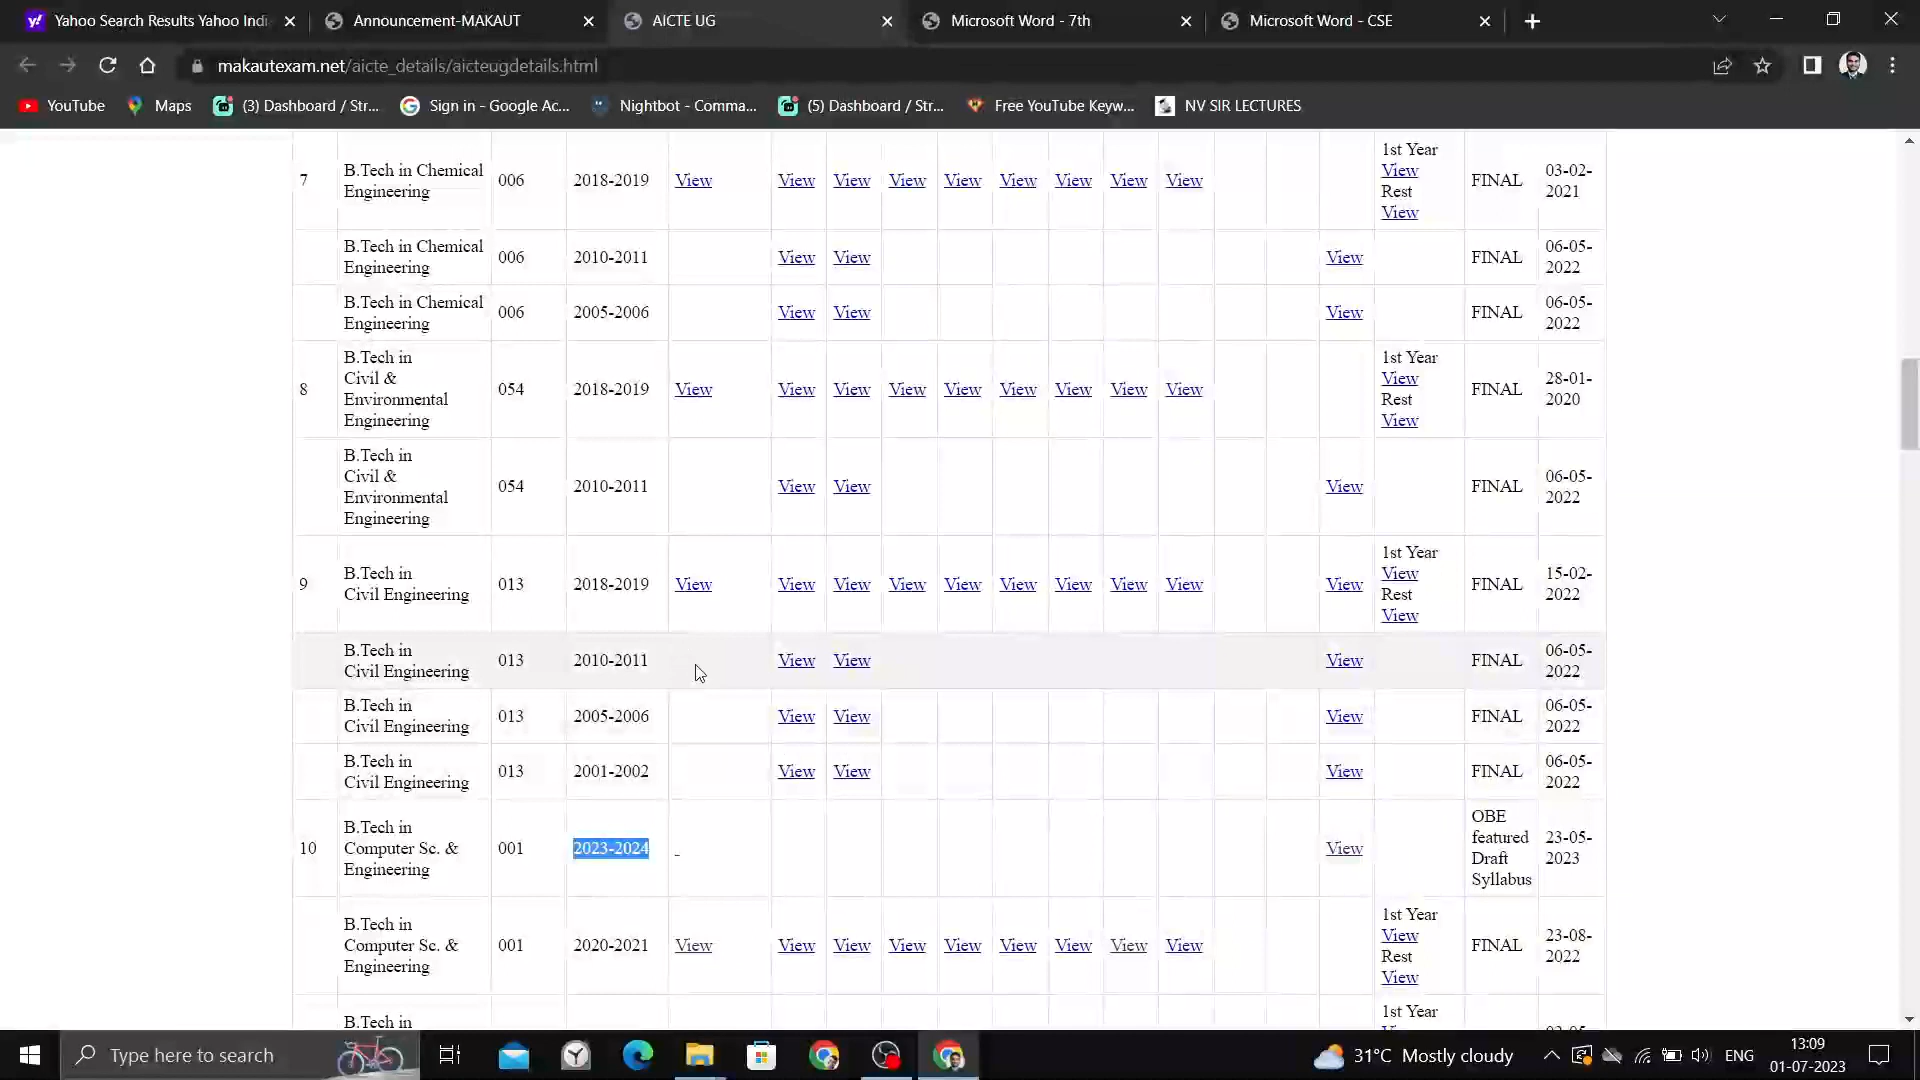 Yahoo Search Results Yahoo Indi
Announcement-MAKAUT
AICTE UG
Microsoft Word - 7th
Microsoft Word - CSE
makautexam.net/aicte_details/aicteugdetails.html
YouTube
Maps
(3) Dashboard / Str...
Sign in - Google Ac...
Nightbot - Comma...
(5) Dashboard / Str...
Free YouTube Keyw...
NV SIR LECTURES
7 B.Tech in Chemical Engineering 006 2018-2019 View View View View View View View View View 1st Year View Rest View FINAL 03-02-2021
B.Tech in Chemical Engineering 006 2010-2011 View View View FINAL 06-05-2022
B.Tech in Chemical Engineering 006 2005-2006 View View View FINAL 06-05-2022
8 B.Tech in Civil & Environmental Engineering 054 2018-2019 View View View View View View View View View 1st Year View Rest View FINAL 28-01-2020
B.Tech in Civil & Environmental Engineering 054 2010-2011 View View View FINAL 06-05-2022
9 B.Tech in Civil Engineering 013 2018-2019 View View View View View View View View View View 1st Year View Rest View FINAL 15-02-2022
B.Tech in Civil Engineering 013 2010-2011 View View View FINAL 06-05-2022
B.Tech in Civil Engineering 013 2005-2006 View View View FINAL 06-05-2022
B.Tech in Civil Engineering 013 2001-2002 View View View FINAL 06-05-2022
10 B.Tech in Computer Sc. & Engineering 001 2023-2024 View OBE featured Draft Syllabus 23-05-2023
B.Tech in Computer Sc. & Engineering 001 2020-2021 View View View View View View View View View 1st Year View Rest View FINAL 23-08-2022
B.Tech in 1st Year
Type here to search
31°C Mostly cloudy
ENG
13:09
01-07-2023